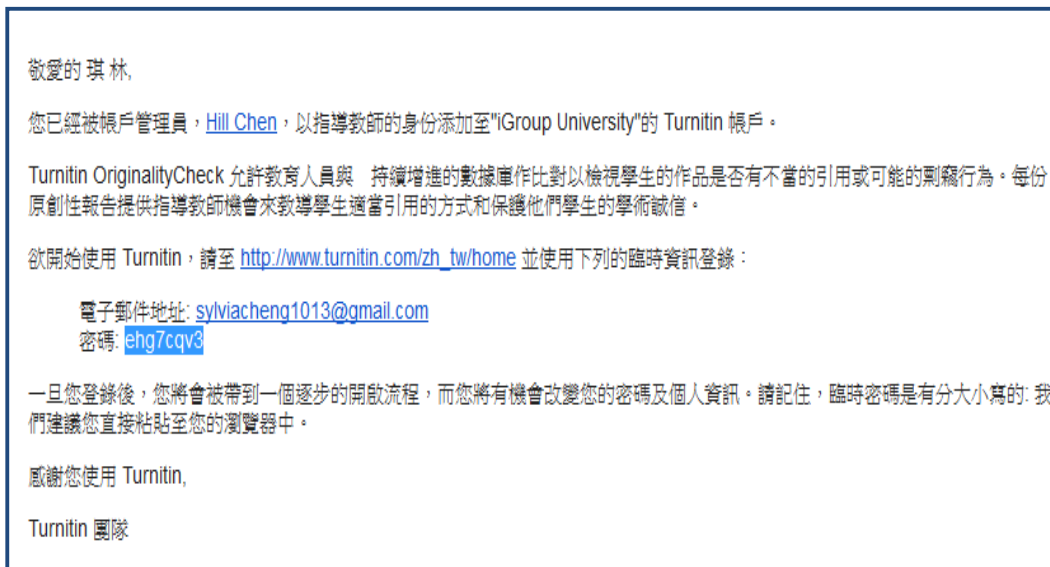 敬愛的 琪 林,
您已經被帳戶管理員，Hill Chen，以指導教師的身份添加至"iGroup University"的 Turnitin 帳戶。
Turnitin OriginalityCheck 允許教育人員與 持續增進的數據庫作比對以檢視學生的作品是否有不當的引用或可能的剽竊行為。每份
原創性報告提供指導教師機會來教導學生適當引用的方式和保護他們學生的學術誠信。
欲開始使用 Turnitin，請至 http://www.turnitin.com/zh_tw/home 並使用下列的臨時資訊登錄：
電子郵件地址: sylviacheng1013@gmail.com
密碼: ehg7cqv3
一旦您登錄後，您將會被帶到一個逐步的開啟流程，而您將有機會改變您的密碼及個人資訊。請記住，臨時密碼是有分大小寫的: 我
們建議您直接粘貼至您的瀏覽器中。
感謝您使用 Turnitin,
Turnitin 團隊